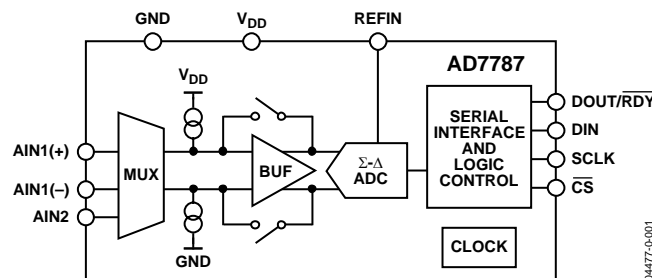 GND
VDD
REFIN
AD7787
VDD
AIN1(+)
AIN1(–)
AIN2
MUX
BUF
Σ-Δ
ADC
SERIAL
INTERFACE
AND
LOGIC
CONTROL
DOUT/RDY
DIN
SCLK
CS
GND
CLOCK
04477-0-001